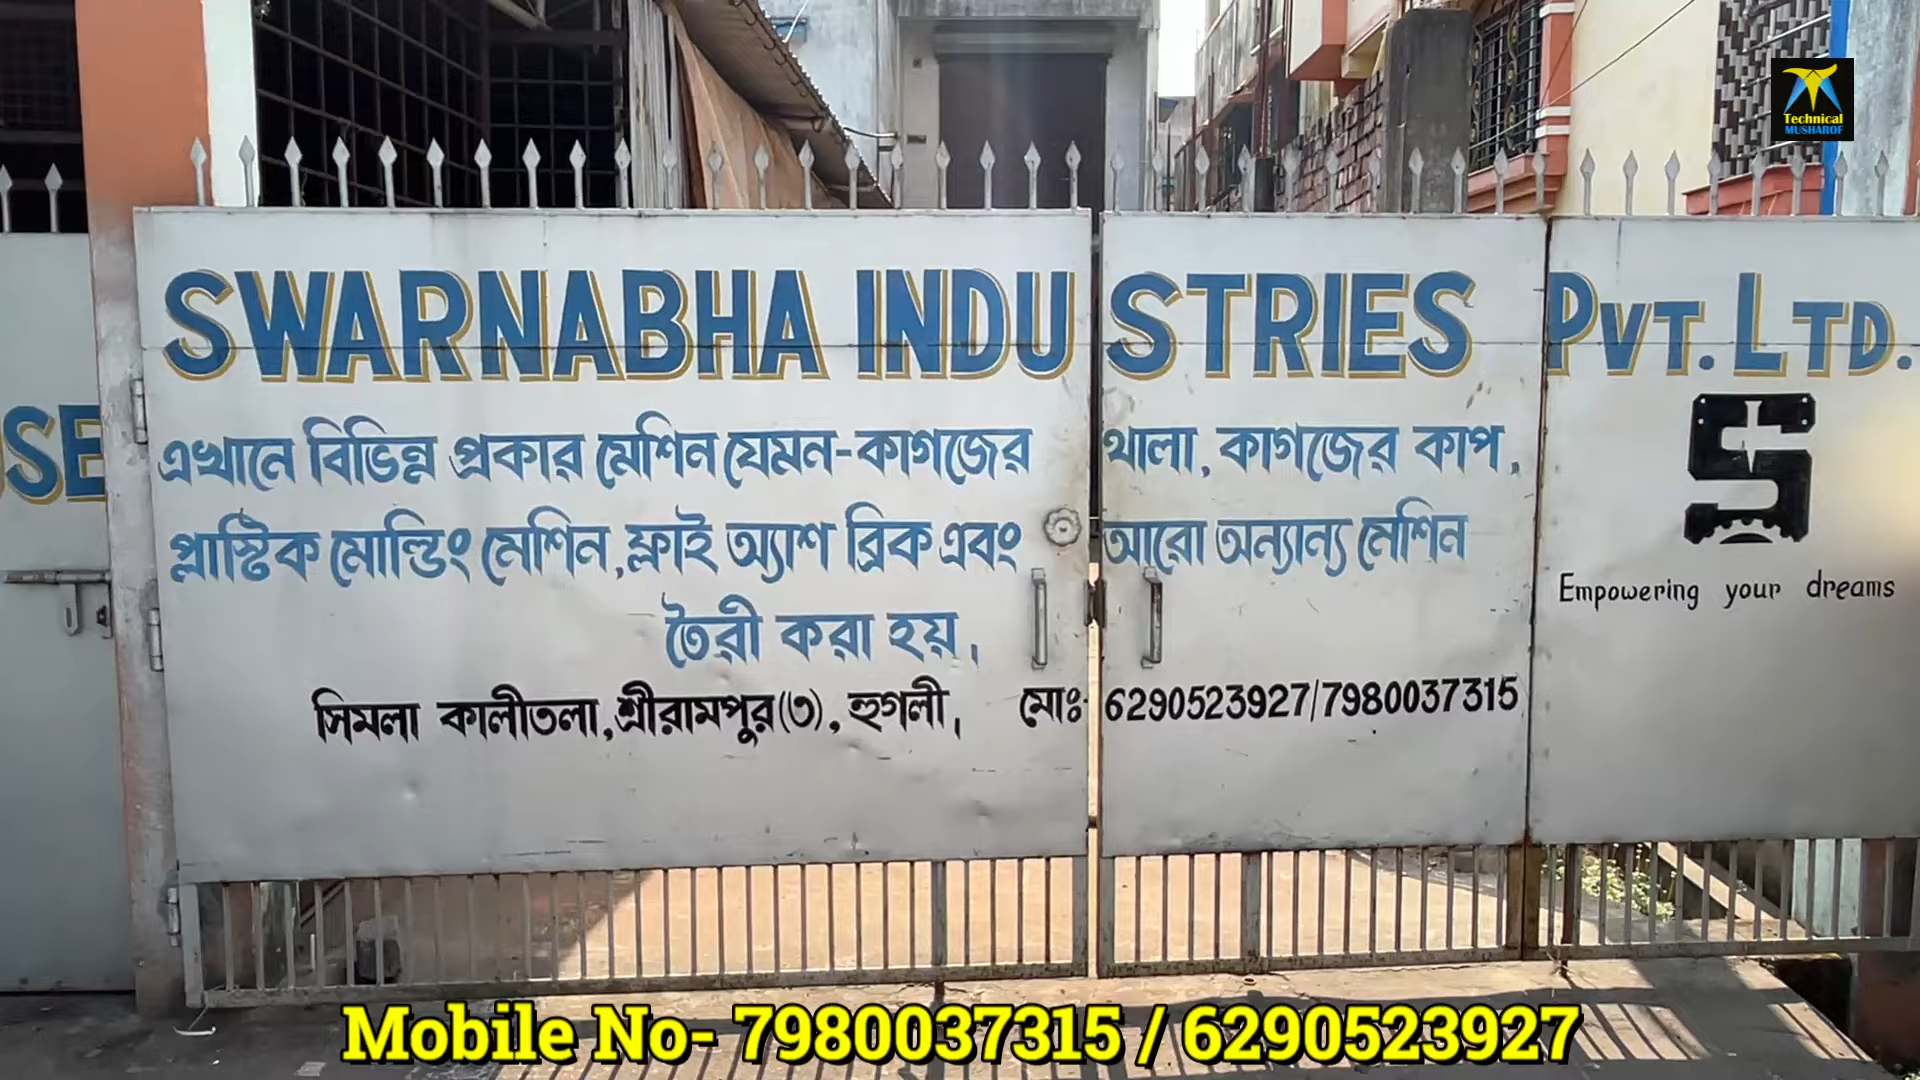 Technical
MUSHAROF
SWARNABHA INDUSTRIES PVT. LTD.
SE
এখানে বিভিন্ন প্রকার মেশিন যেমন-কাগজের থালা, কাগজের কাপ,
প্লাস্টিক মোল্ডিং মেশিন, ফ্লাই অ্যাশ ব্রিক এবং আরো অন্যান্য মেশিন
তৈরী করা হয়।
Empowering your dreams
সিমলা কালীতলা, শ্রীরামপুর(৩), হুগলী। মোঃ- 6290523927/7980037315
Mobile No- 7980037315 / 6290523927